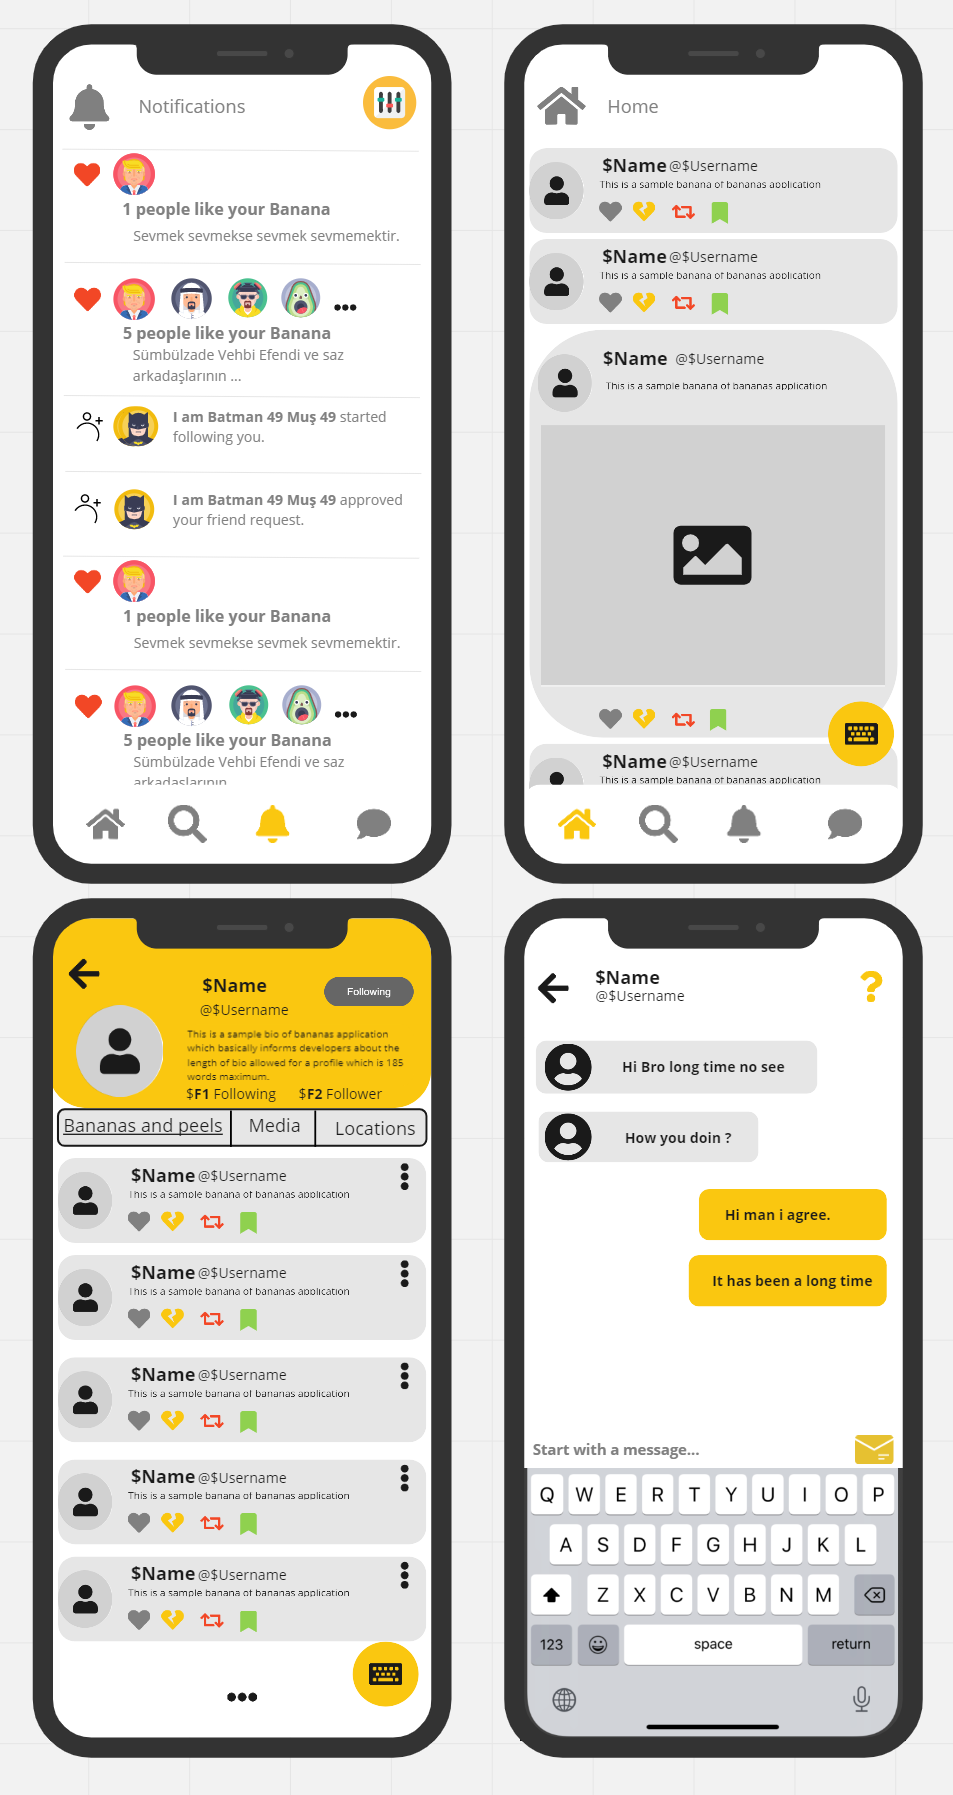 Notifications
1 people like your Banana
Sevmek sevmekse sevmek sevmemektir.
5 people like your Banana
Sümbülzade Vehbi Efendi ve saz
arkadaşlarının ...
I am Batman 49 Muş 49 started
following you.
I am Batman 49 Muş 49 approved
your friend request.
1 people like your Banana
Sevmek sevmekse sevmek sevmemektir.
5 people like your Banana
Sümbülzade Vehbi Efendi ve saz
arkadaşlarının
Home
$Name @$Username
This is a sample banana of bananas application
$Name @$Username
This is a sample banana of bananas application
$Name @$Username
This is a sample banana of bananas application
$Name @$Username
This is a sample banana of bananas application
$Name
Following
@$Username
This is a sample bio of bananas application
which basically informs developers about the
length of bio allowed for a profile which is 185
words maximum.
$F1 Following $F2 Follower
Bananas and peels Media Locations
$Name @$Username
This is a sample banana of bananas application
$Name @$Username
This is a sample banana of bananas application
$Name @$Username
This is a sample banana of bananas application
$Name @$Username
This is a sample banana of bananas application
$Name @$Username
This is a sample banana of bananas application
$Name
@$Username
?
Hi Bro long time no see
How you doin ?
Hi man i agree.
It has been a long time
Start with a message...
Q W E R T Y U I O P
A S D F G H J K L
Z X C V B N M
123 space return